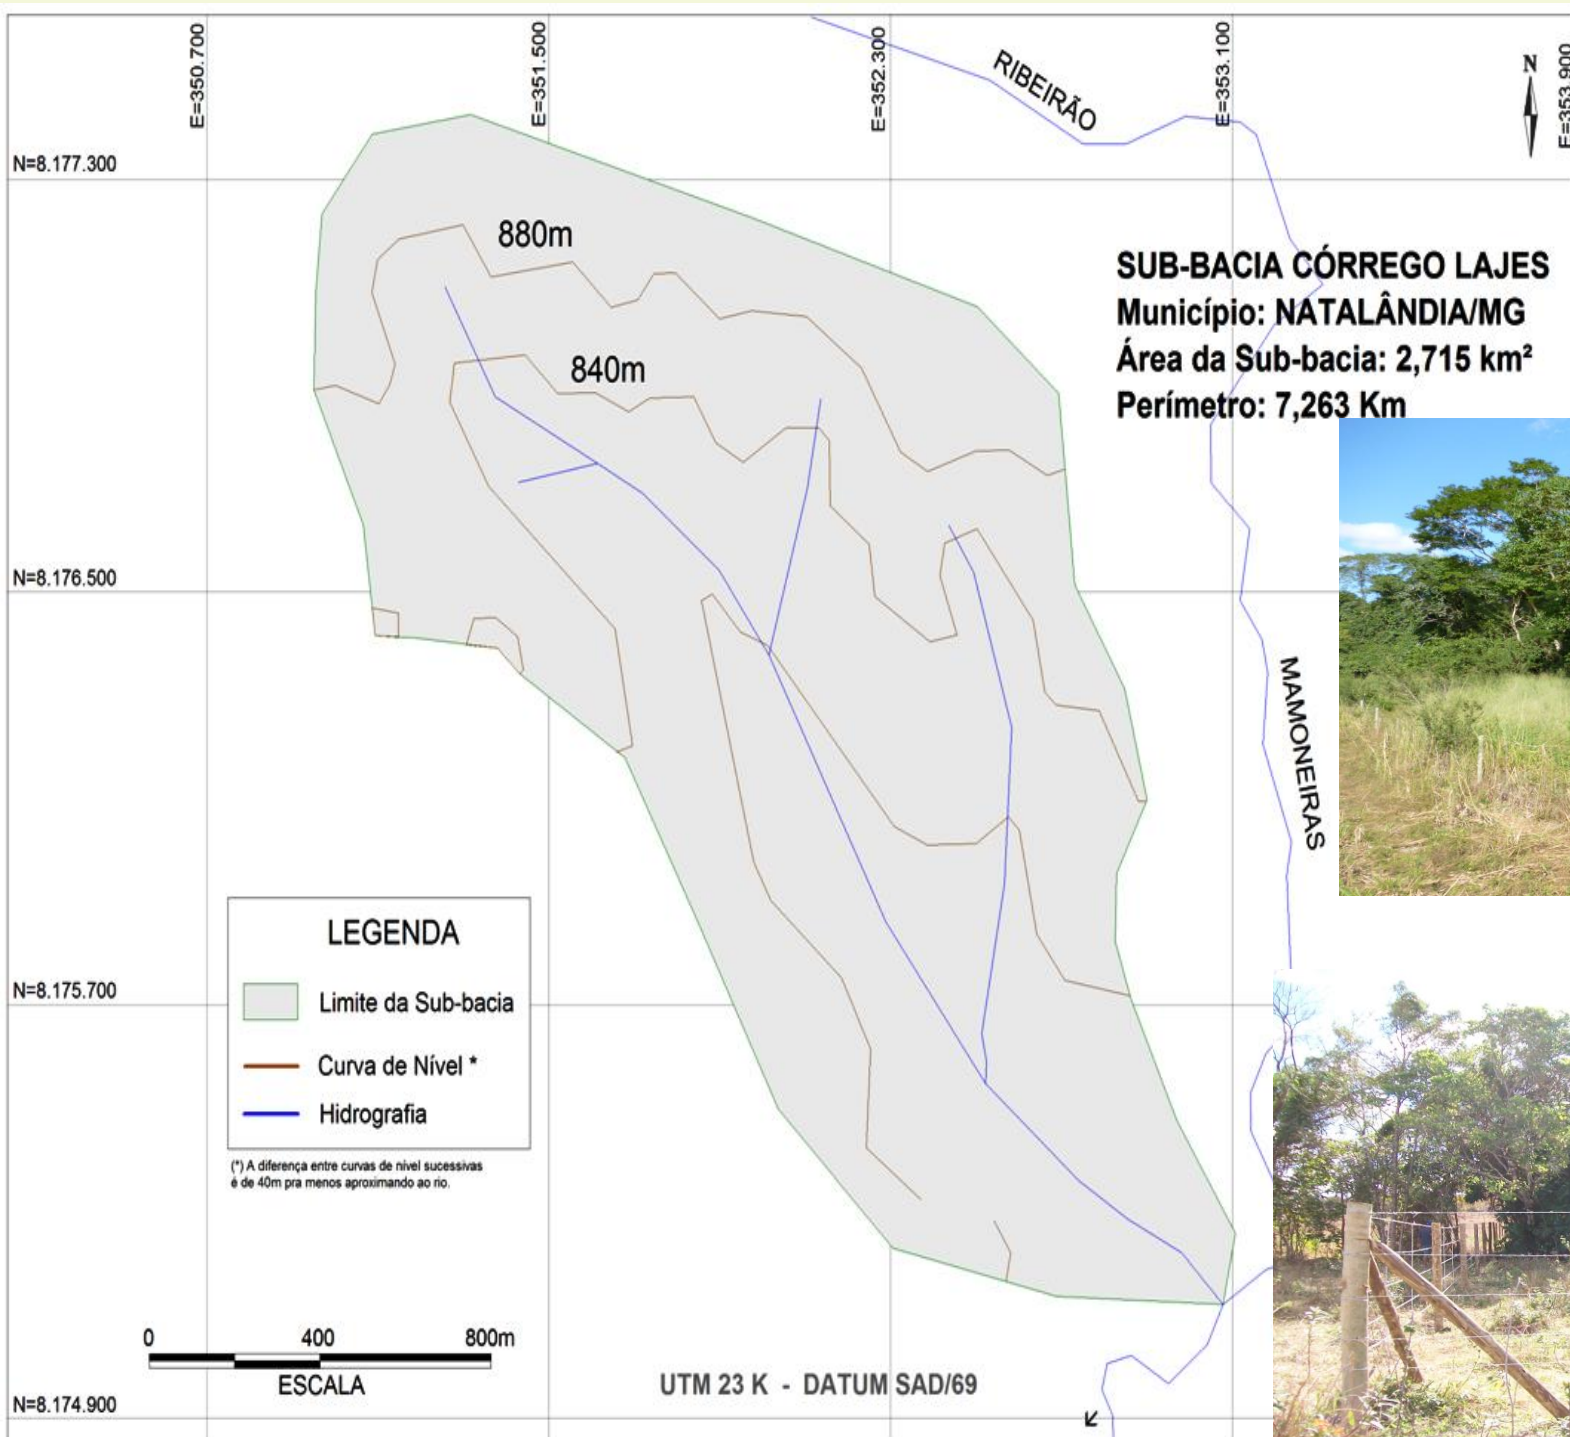 E=350.700
E=351.500
E=352.300
E=353.100
E=353.900
N
RIBEIRÃO
N=8.177.300
880m
SUB-BACIA CÓRREGO LAJES
Município: NATALÂNDIA/MG
Área da Sub-bacia: 2,715 km²
Perímetro: 7,263 Km
840m
N=8.176.500
MAMONEIRAS
LEGENDA
Limite da Sub-bacia
Curva de Nível *
Hidrografia
(*) A diferença entre curvas de nível sucessivas
é de 40m pra menos aproximando ao rio.
N=8.175.700
0 400 800m
ESCALA
UTM 23 K - DATUM SAD/69
N=8.174.900